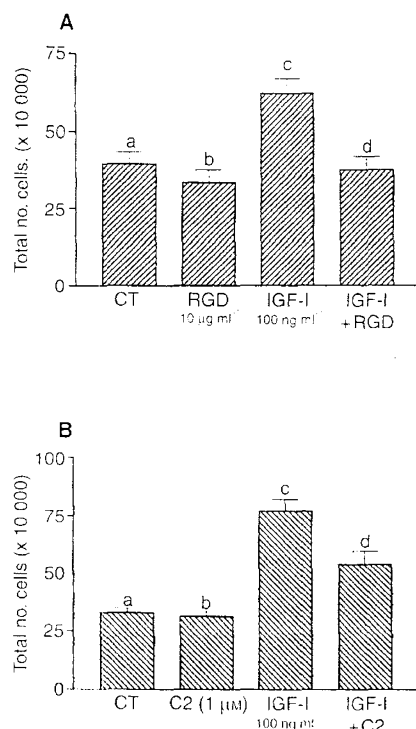 A
Total no. cells. (x 10 000)
75
50
25
0
a
b
c
d
CT RGD IGF-I IGF-I
10 µg ml 100 ng ml +RGD
B
Total no. cells (x 10 000)
100
75
50
25
0
a
b
c
d
CT C2 (1 µM) IGF-I IGF-I
100 ng ml +C2